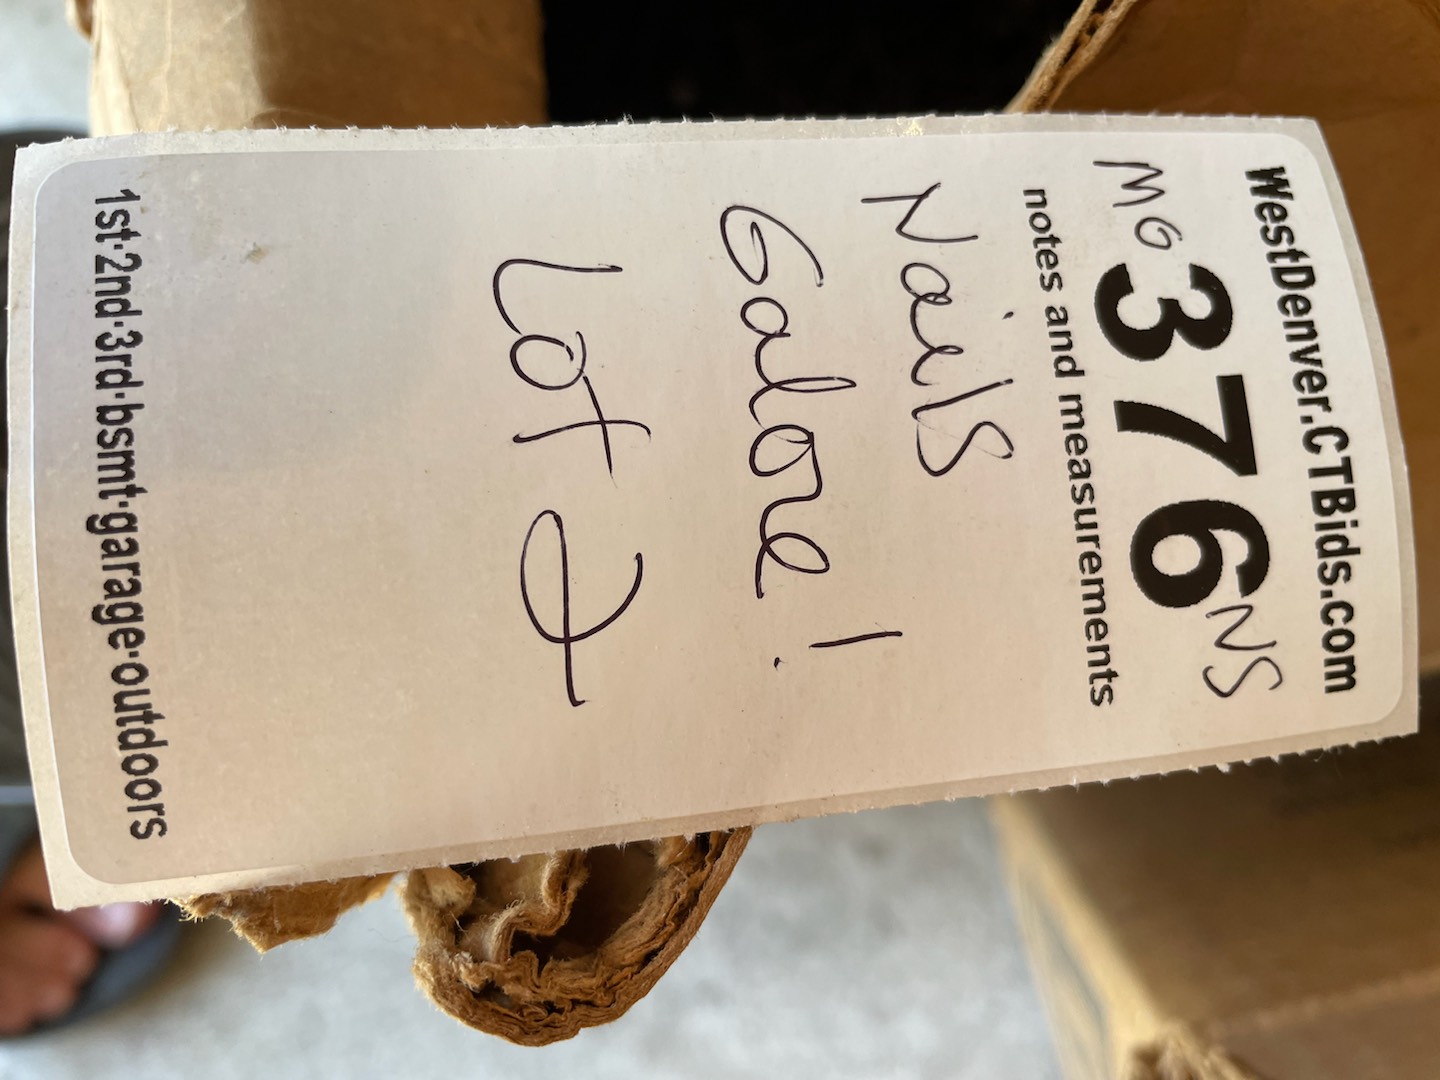 WestDenver.CTBids.com
MG 376 NS
notes and measurements
Nails
Galore!
Lot 2
1st·2nd·3rd·bsmt·garage·outdoors